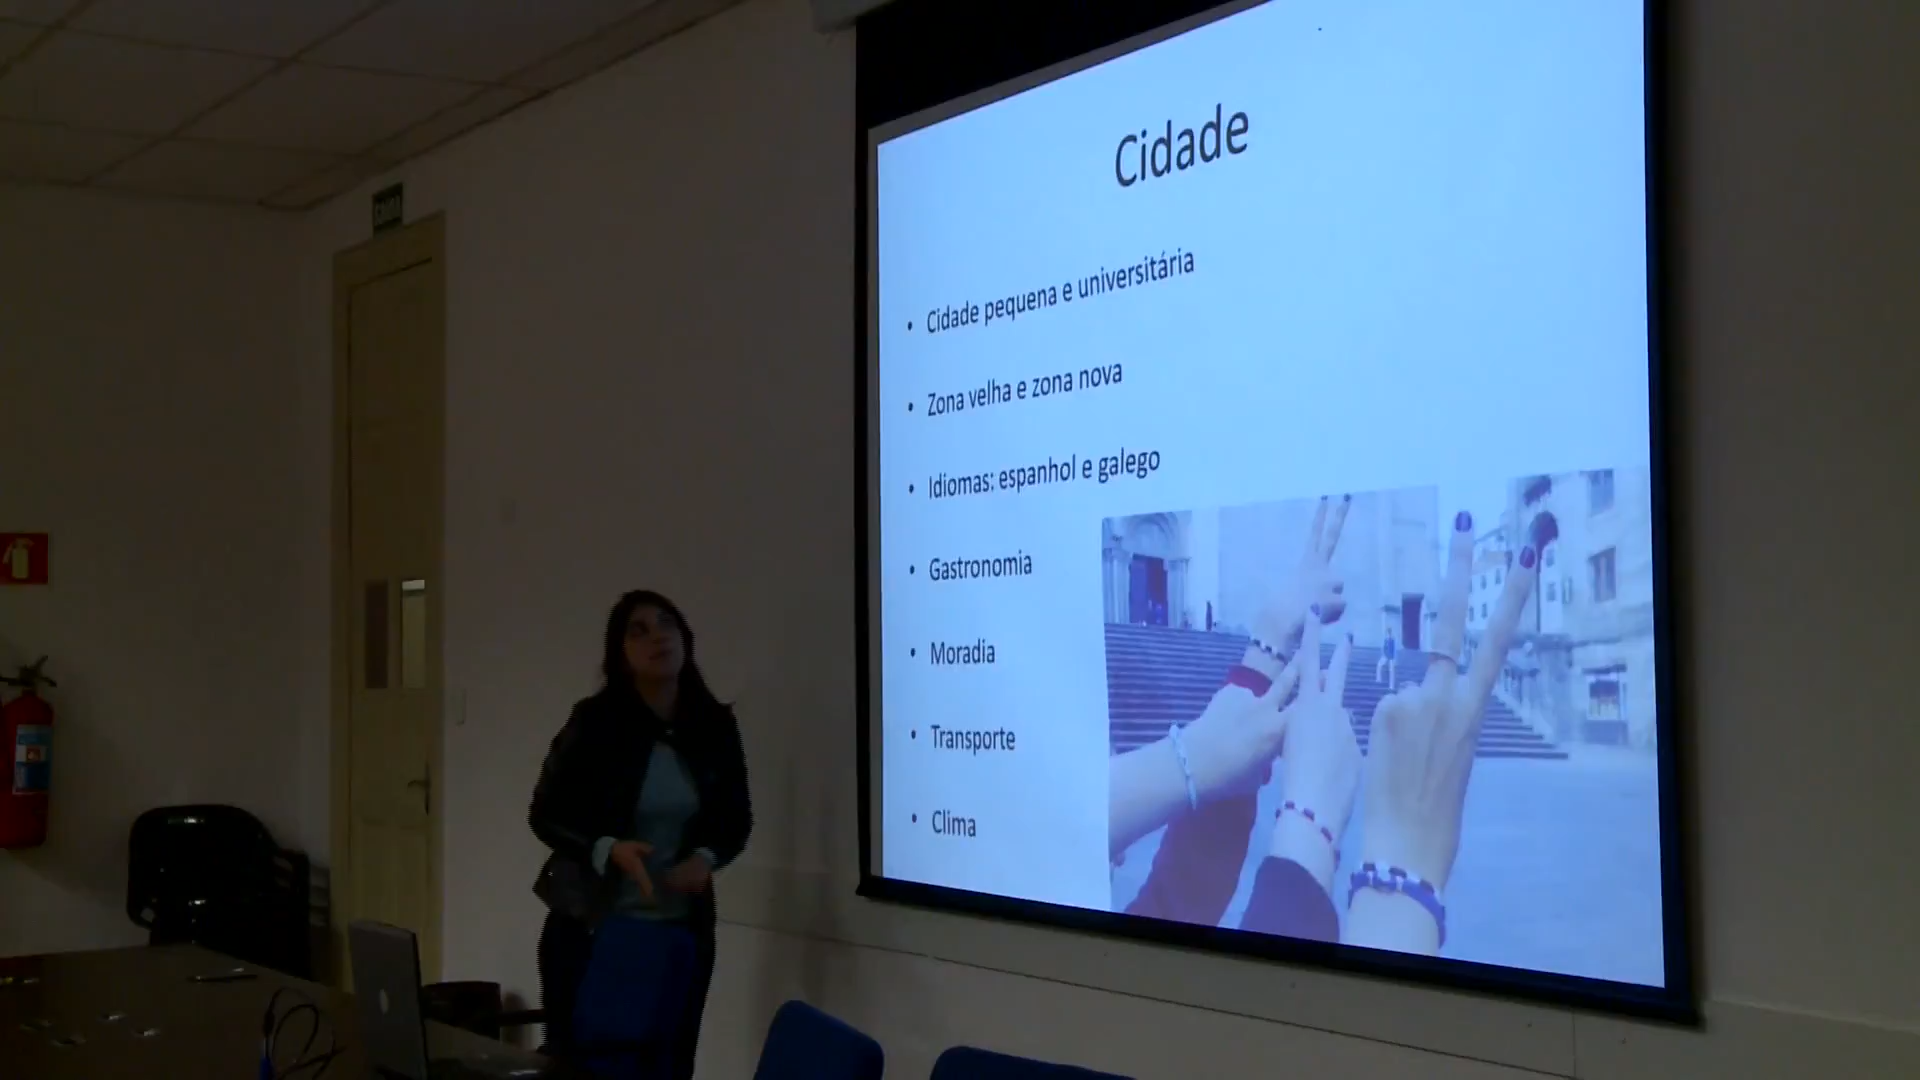 Cidade
• Cidade pequena e universitária
• Zona velha e zona nova
• Idiomas: espanhol e galego
• Gastronomia
• Moradia
• Transporte
• Clima